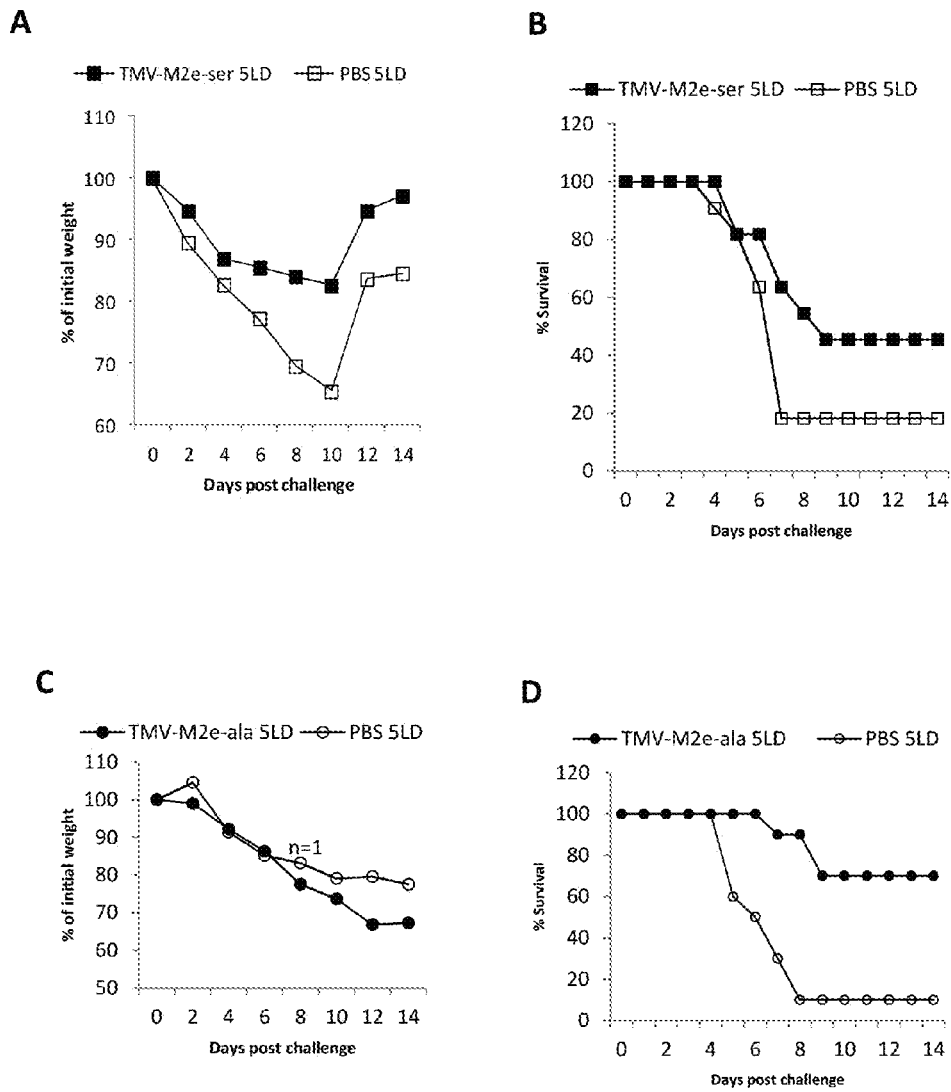 A
TMV-M2e-ser 5LD PBS 5LD
110
100
90
80
70
60
% of initial weight
0 2 4 6 8 10 12 14
Days post challenge
B
TMV-M2e-ser 5LD PBS 5LD
120
100
80
60
40
20
0
% Survival
0 2 4 6 8 10 12 14
Days post challenge
C
TMV-M2e-ala 5LD PBS 5LD
110
100
90
80
70
60
50
% of initial weight
n=1
0 2 4 6 8 10 12 14
Days post challenge
D
TMV-M2e-ala 5LD PBS 5LD
120
100
80
60
40
20
0
% Survival
0 2 4 6 8 10 12 14
Days post challenge